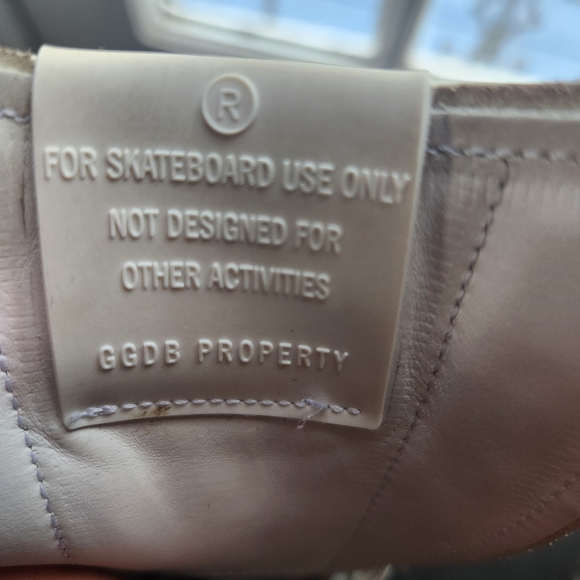 ®
FOR SKATEBOARD USE ONLY
NOT DESIGNED FOR
OTHER ACTIVITIES
GGDB PROPERTY